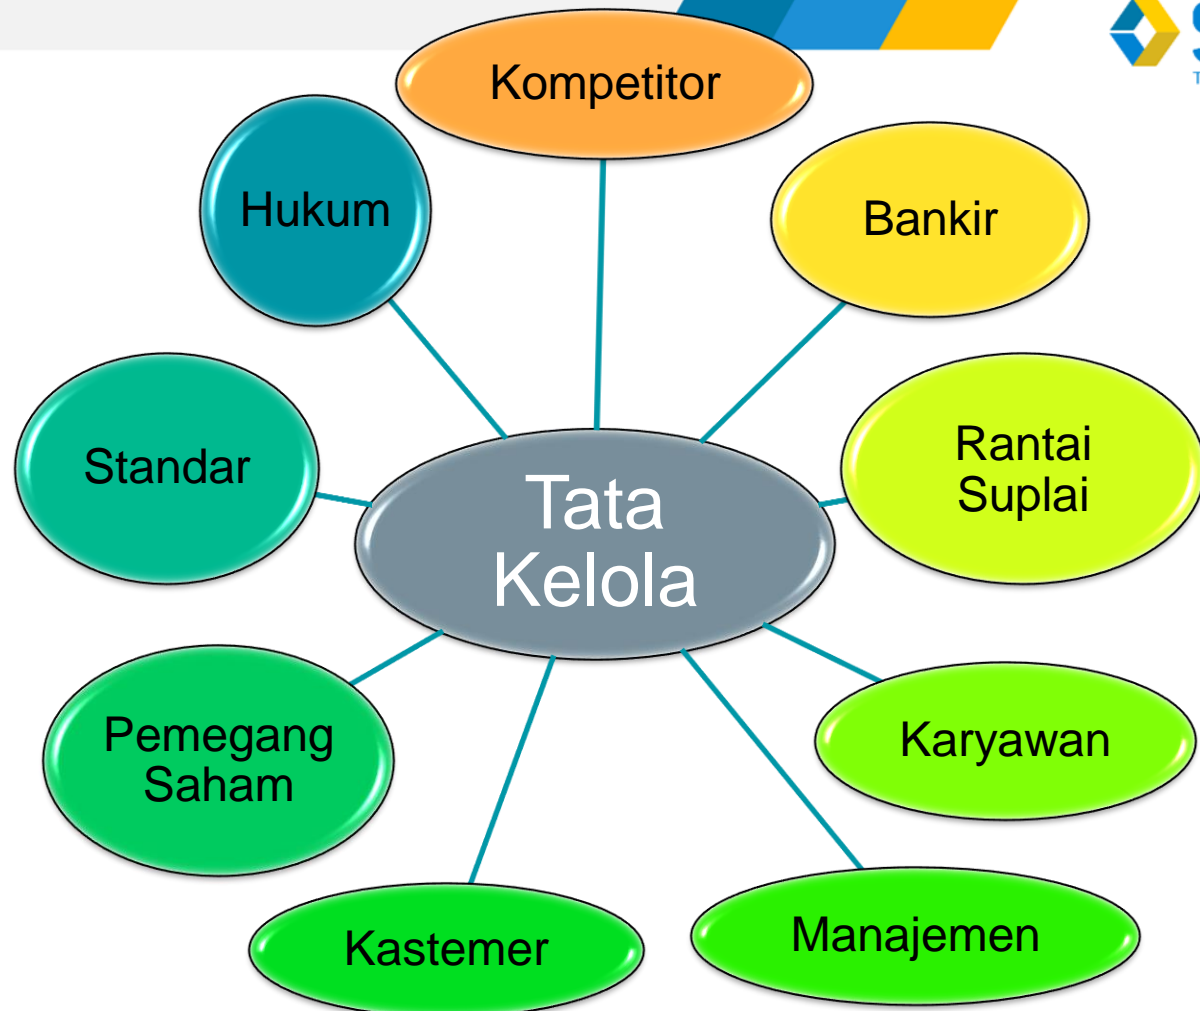 Kompetitor
Hukum
Bankir
Standar
Rantai
Suplai
Tata
Kelola
Pemegang
Saham
Karyawan
Kastemer
Manajemen